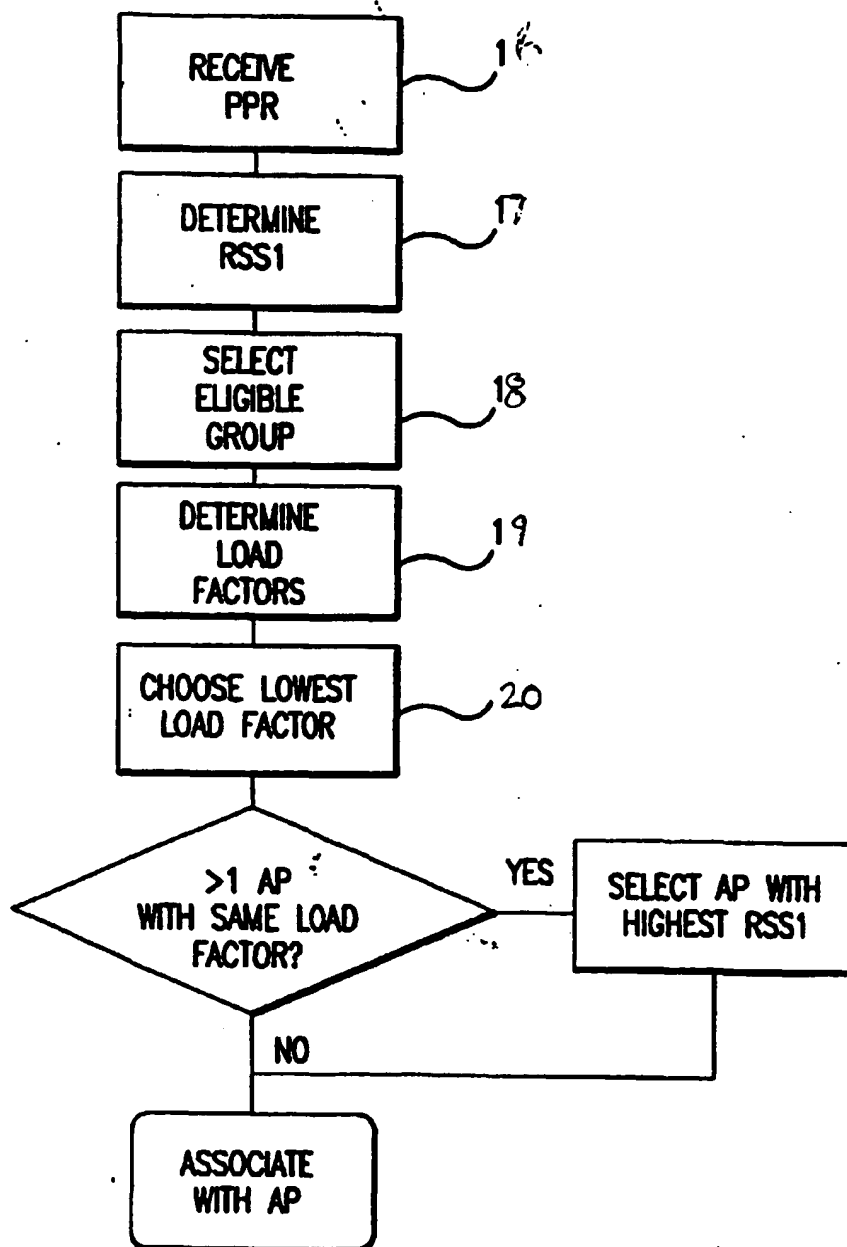 RECEIVE
PPR
16
DETERMINE
RSS1
17
SELECT
ELIGIBLE
GROUP
18
DETERMINE
LOAD
FACTORS
19
CHOOSE LOWEST
LOAD FACTOR
20
>1 AP
WITH SAME LOAD
FACTOR?
YES
SELECT AP WITH
HIGHEST RSS1
NO
ASSOCIATE
WITH AP